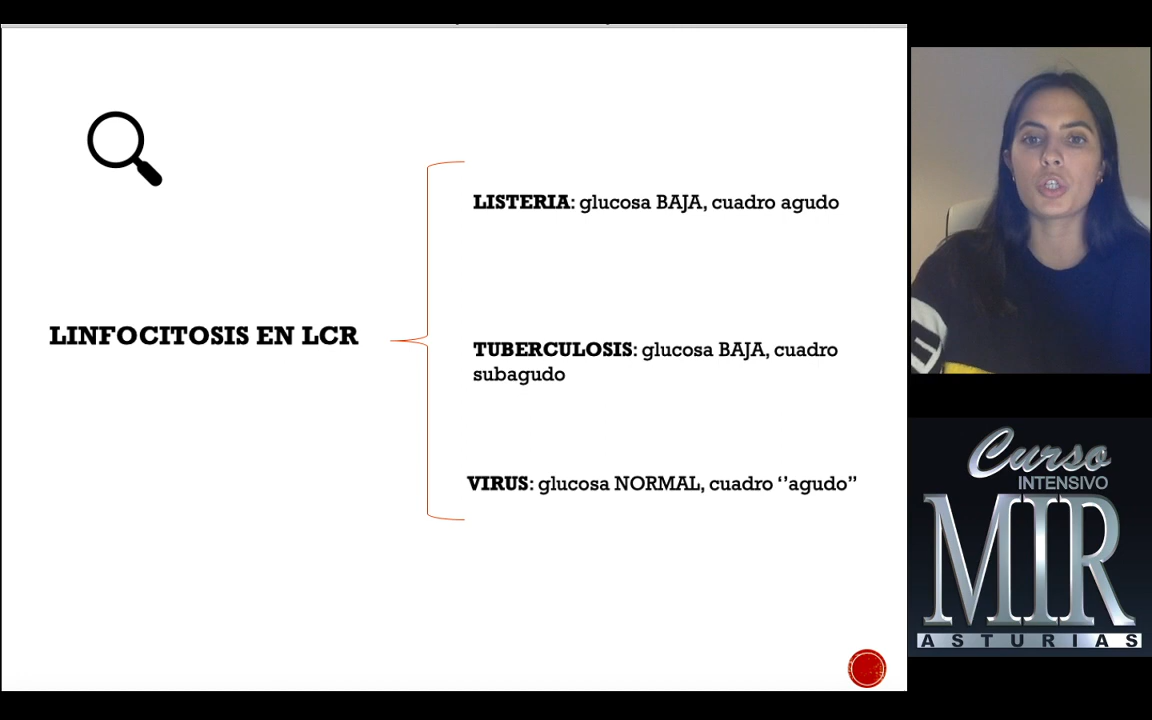 LISTERIA: glucosa BAJA, cuadro agudo
LINFOCITOSIS EN LCR
TUBERCULOSIS: glucosa BAJA, cuadro
subagudo
VIRUS: glucosa NORMAL, cuadro ‘’agudo’’
Curso
INTENSIVO
MIR
ASTURIAS